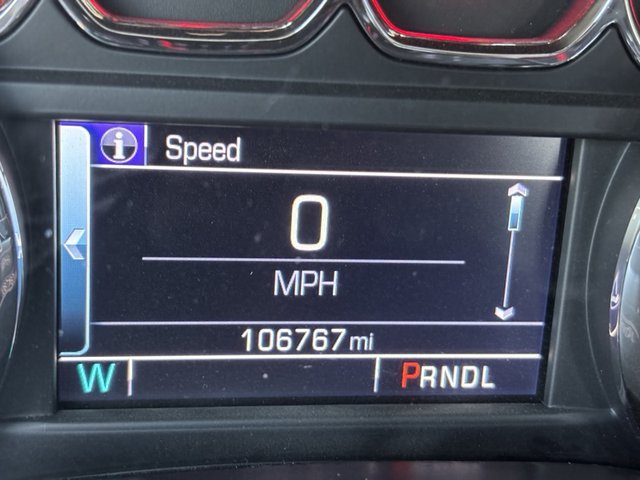 i Speed
0
MPH
106767 mi
W PRNDL